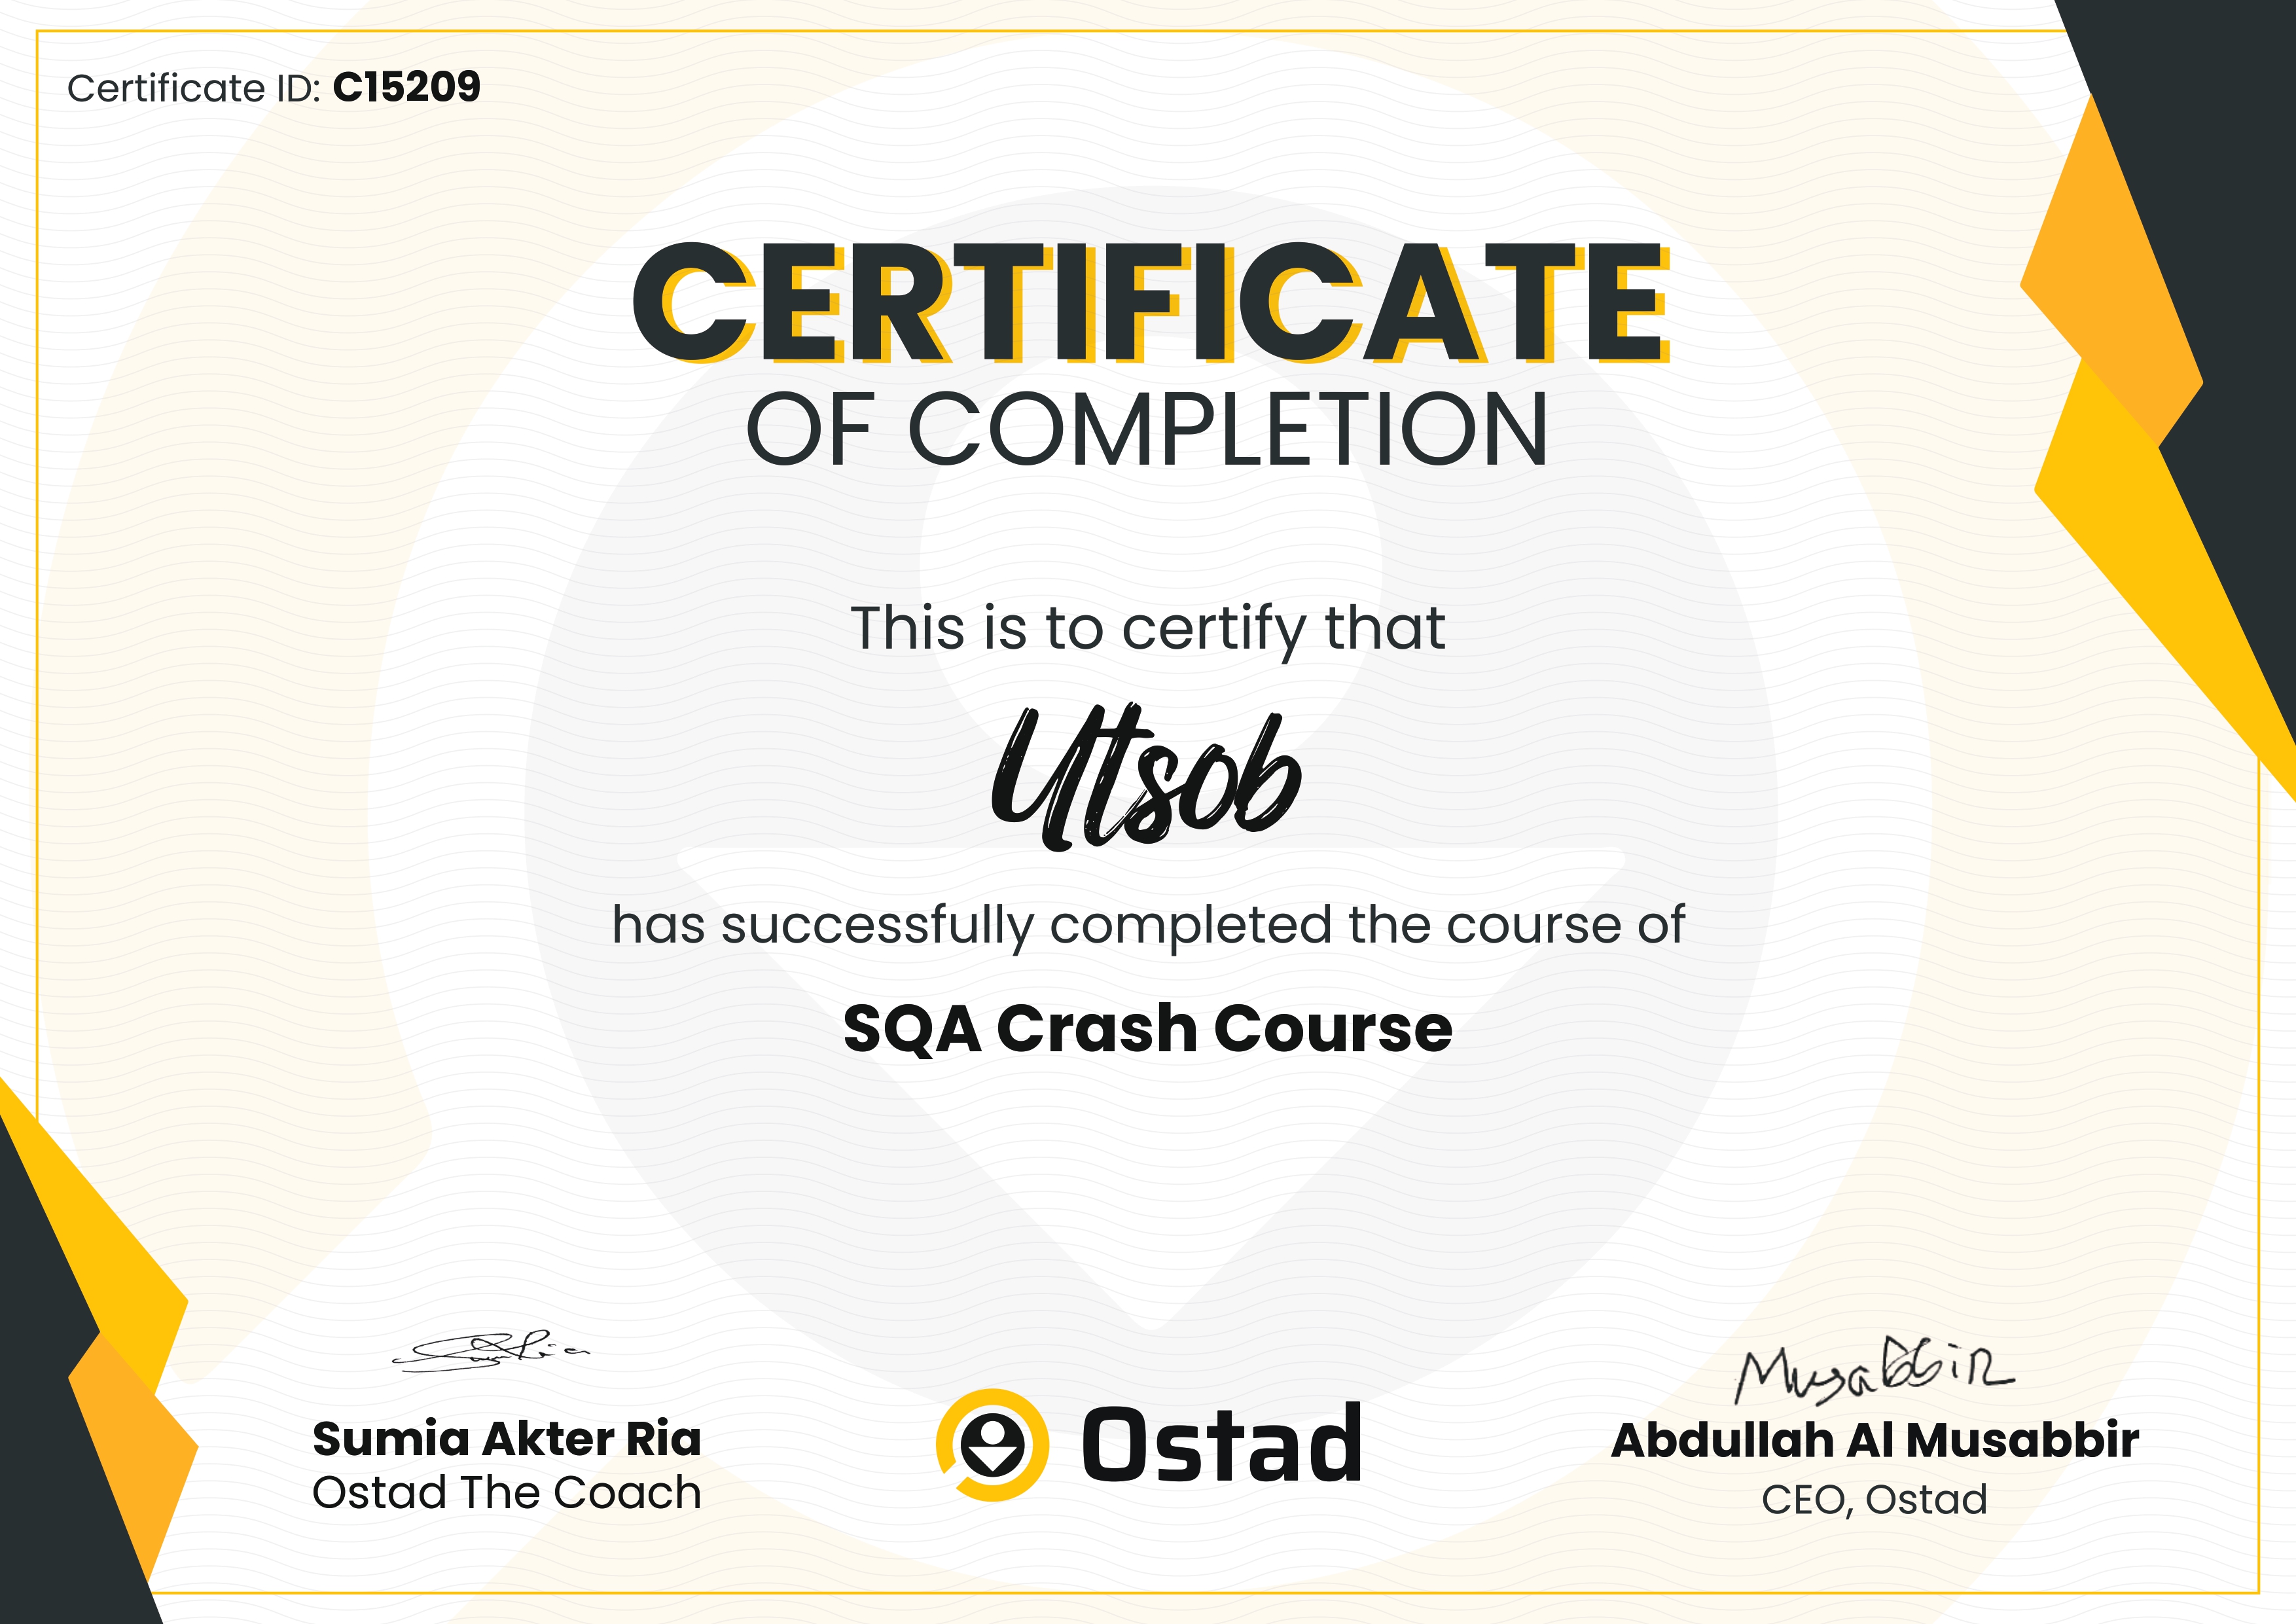 Certificate ID: C15209
CERTIFICATE
OF COMPLETION
This is to certify that
Utsob
has successfully completed the course of
SQA Crash Course
Musabbir
Sumia Akter Ria
Ostad The Coach
Ostad
Abdullah Al Musabbir
CEO, Ostad